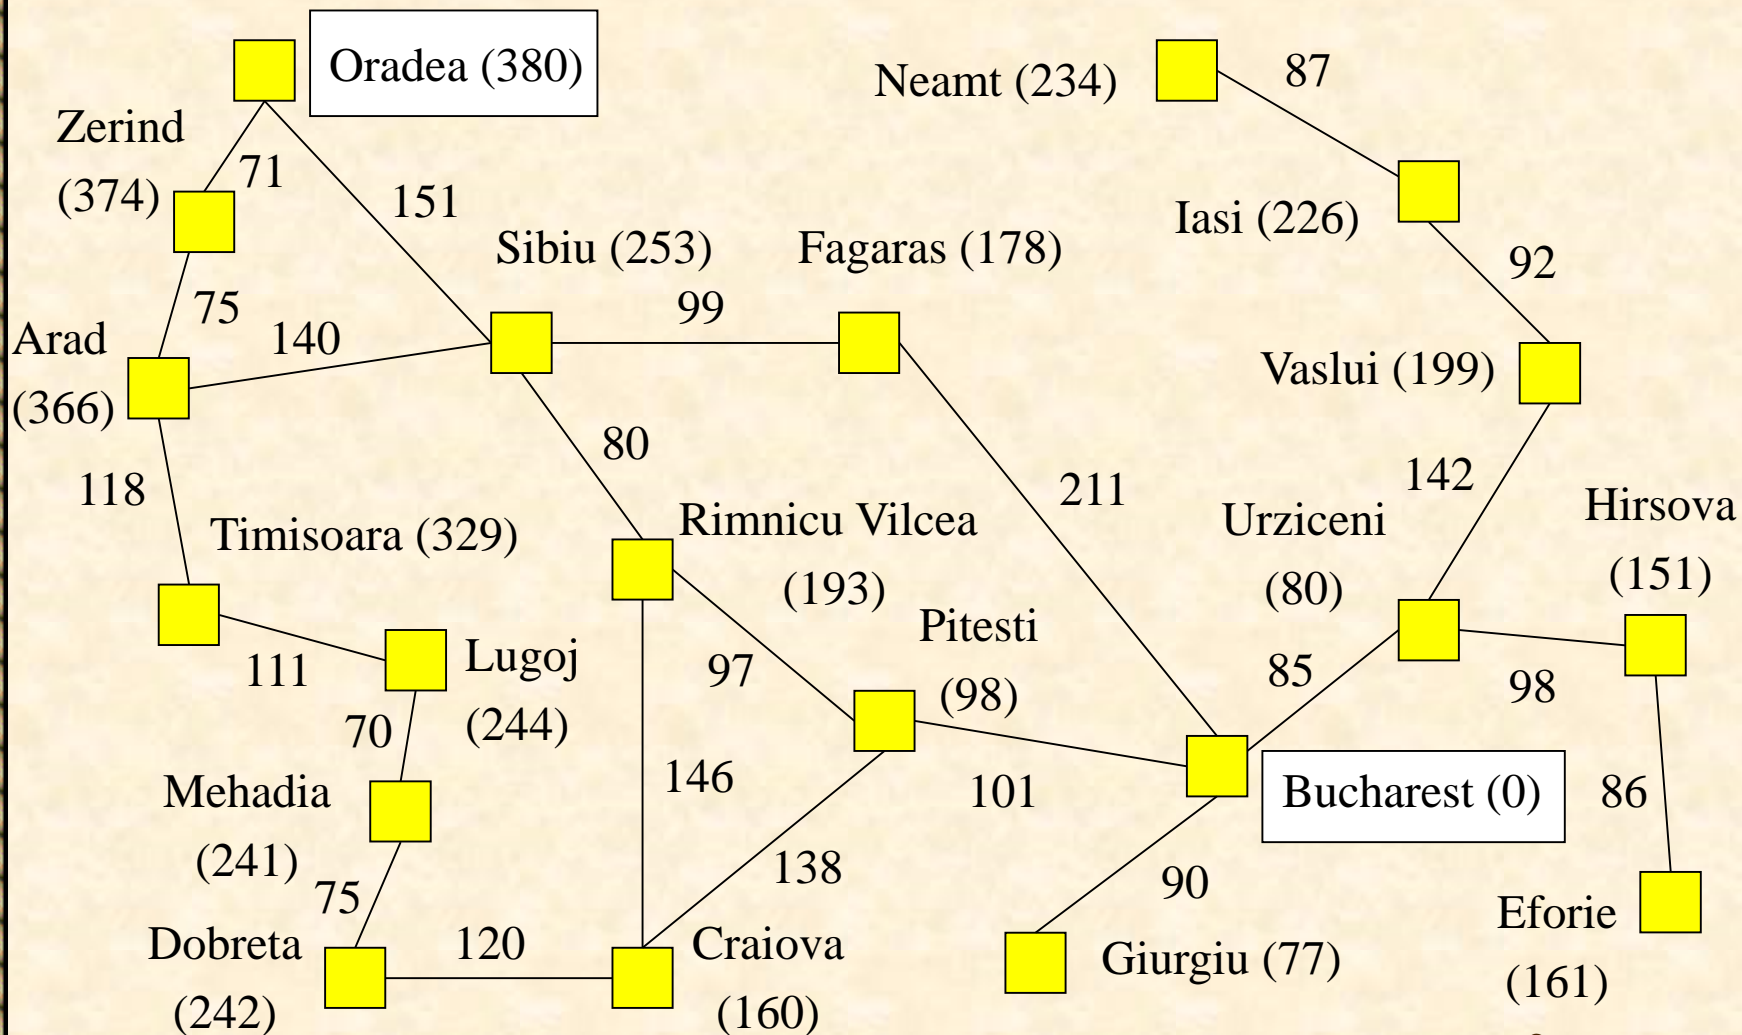 Oradea (380)
Neamt (234)
87
Zerind
(374)
71
151
Iasi (226)
Sibiu (253)
Fagaras (178)
92
75
99
Arad
(366)
140
Vaslui (199)
80
118
211
142
Hirsova
(151)
Timisoara (329)
Rimnicu Vilcea
(193)
Urziceni
(80)
Pitesti
(98)
111
Lugoj
(244)
97
85
98
70
146
101
Bucharest (0)
86
Mehadia
(241)
138
90
75
Eforie
(161)
Dobreta
(242)
120
Craiova
(160)
Giurgiu (77)